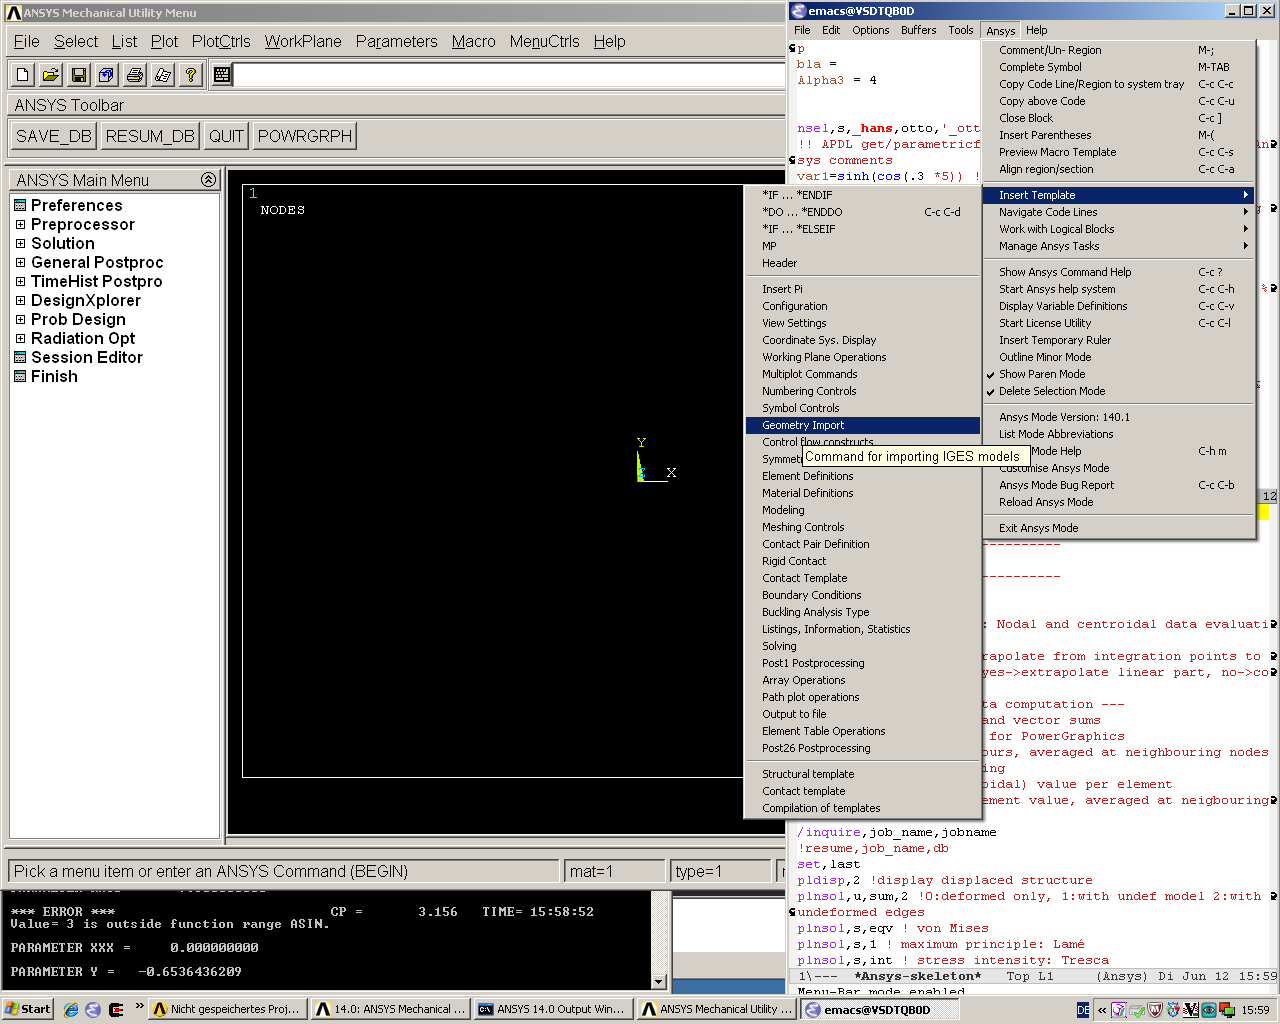 ANSYS Mechanical Utility Menu
File Select List Plot PlotCtrls WorkPlane Parameters Macro MenuCtrls Help
ANSYS Toolbar
SAVE_DB RESUM_DB QUIT POWRGRPH
ANSYS Main Menu
Preferences
Preprocessor
Solution
General Postproc
TimeHist Postpro
DesignXplorer
Prob Design
Radiation Opt
Session Editor
Finish
1
NODES
Y
X
Pick a menu item or enter an ANSYS Command (BEGIN)
mat=1
type=1
*** ERROR *** CP = 3.156 TIME= 15:58:52
Value= 3 is outside function range ASIN.
PARAMETER XXX = 0.000000000
PARAMETER Y = -0.6536436209
emacs@VSDTQB0D
File Edit Options Buffers Tools Ansys Help
p
bla =
Alpha3 = 4
nsel,s,_hans,otto,'_ott
!! APDL get/parametricf
An
sys comments
var1=sinh(cos(.3 *5)) !
Comment/Un- Region M-;
Complete Symbol M-TAB
Copy Code Line/Region to system tray C-c C-c
Copy above Code C-c C-u
Close Block C-c ]
Insert Parentheses M-(
Preview Macro Template C-c C-s
Align region/section C-c C-a
Insert Template
Navigate Code Lines
Work with Logical Blocks
Manage Ansys Tasks
Show Ansys Command Help C-c ?
Start Ansys help system C-c C-h
Display Variable Definitions C-c C-v
Start License Utility C-c C-l
Insert Temporary Ruler
Outline Minor Mode
Show Paren Mode
Delete Selection Mode
Ansys Mode Version: 140.1
List Mode Abbreviations
Mode Help C-h m
Customise Ansys Mode
Ansys Mode Bug Report C-c C-b
Reload Ansys Mode
Exit Ansys Mode
*IF ... *ENDIF
*DO ... *ENDDO C-c C-d
*IF ... *ELSEIF
MP
Header
Insert Pi
Configuration
View Settings
Coordinate Sys. Display
Working Plane Operations
Multiplot Commands
Numbering Controls
Symbol Controls
Geometry Import
Control flow constructs
Symmet
Command for importing IGES models
Element Definitions
Material Definitions
Modeling
Meshing Controls
Contact Pair Definition
Rigid Contact
Contact Template
Boundary Conditions
Buckling Analysis Type
Listings, Information, Statistics
Solving
Post1 Postprocessing
Array Operations
Path plot operations
Output to file
Element Table Operations
Post26 Postprocessing
Structural template
Contact template
Compilation of templates
%
12
----------
----------
: Nodal and centroidal data evaluati
rapolate from integration points to
yes->extrapolate linear part, no->co
ta computation ---
and vector sums
for PowerGraphics
ours, averaged at neighbouring nodes
ing
oidal) value per element
ement value, averaged at neigbouring
/inquire,job_name,jobname
!resume,job_name,db
set,last
pldisp,2 !display displaced structure
plnsol,u,sum,2 !0:deformed only, 1:with undef model 2:with
undeformed edges
plnsol,s,eqv ! von Mises
plnsol,s,1 ! maximum principle: Lamé
plnsol,s,int ! stress intensity: Tresca
1\--- *Ansys-skeleton* Top L1 (Ansys) Di Jun 12 15:59
Menu-Bar mode enabled
Start » Nicht gespeichertes Proj... 14.0: ANSYS Mechanical ... ANSYS 14.0 Output Win... ANSYS Mechanical Utility ... emacs@VSDTQB0D DE « 15:59